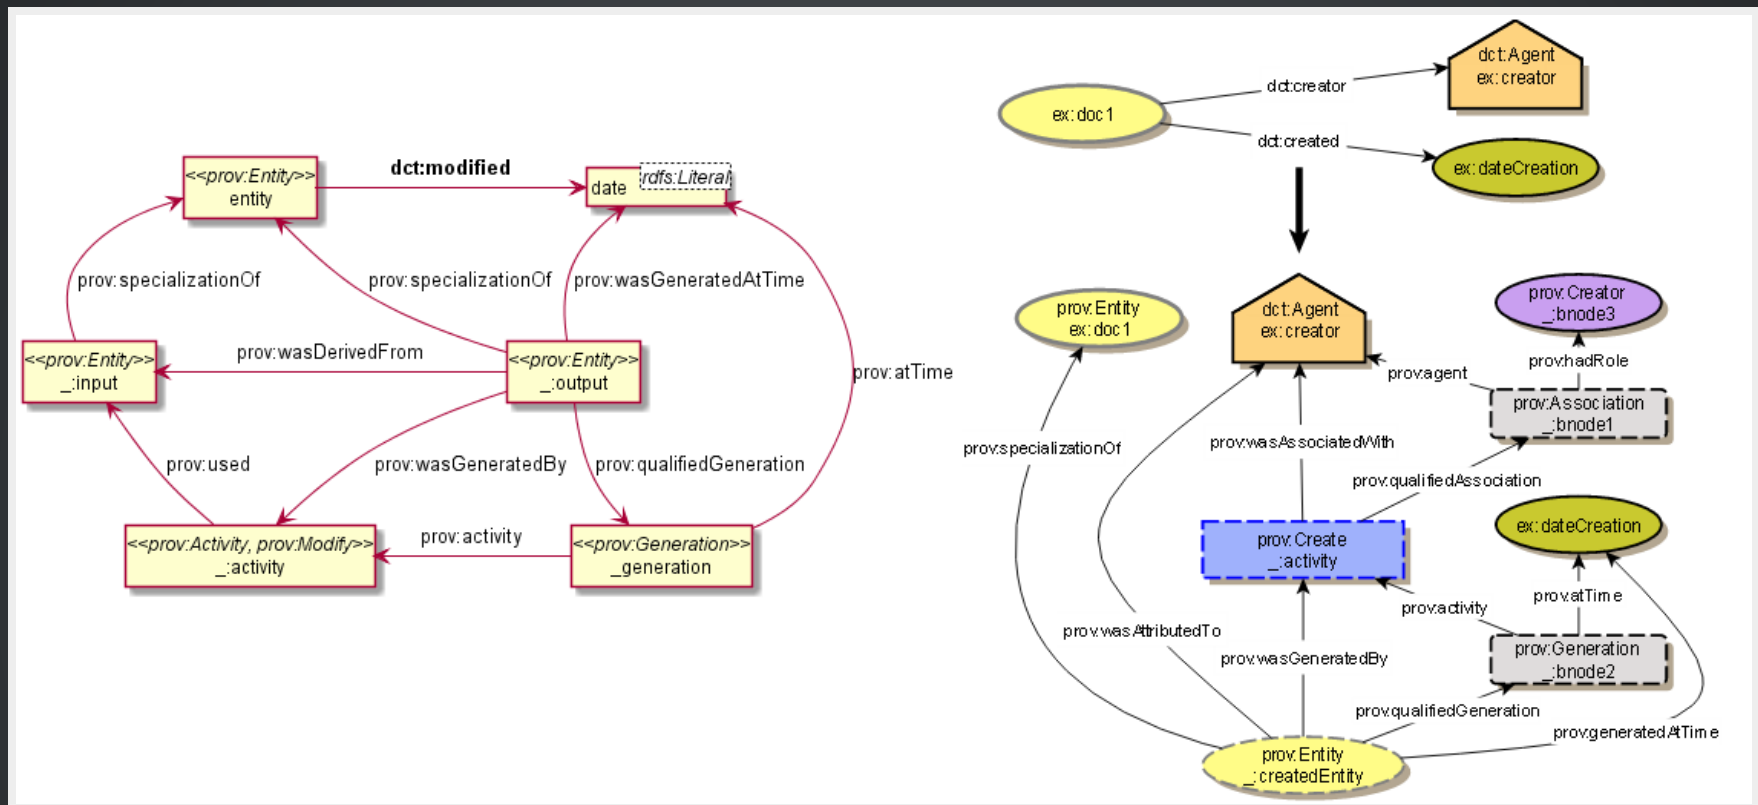 <<prov:Entity>>
entity
dct:modified
date
rdfs:Literal
prov:specializationOf
prov:specializationOf
prov:wasGeneratedAtTime
<<prov:Entity>>
_:input
prov:wasDerivedFrom
<<prov:Entity>>
_:output
prov:atTime
prov:used
prov:wasGeneratedBy
prov:qualifiedGeneration
<<prov:Activity, prov:Modify>>
_:activity
prov:activity
<<prov:Generation>>
_generation
dct:Agent
ex:creator
dct:creator
ex:doc1
dct:created
ex:dateCreation
prov:Entity
ex:doc1
dct:Agent
ex:creator
prov:Creator
_:bnode3
prov:hadRole
prov:agent
prov:Association
_:bnode1
prov:specializationOf
prov:wasAssociatedWith
prov:qualifiedAssociation
prov:Create
_:activity
ex:dateCreation
prov:atTime
prov:activity
prov:wasAttributedTo
prov:wasGeneratedBy
prov:Generation
_:bnode2
prov:qualifiedGeneration
prov:generatedAtTime
prov:Entity
_:createdEntity